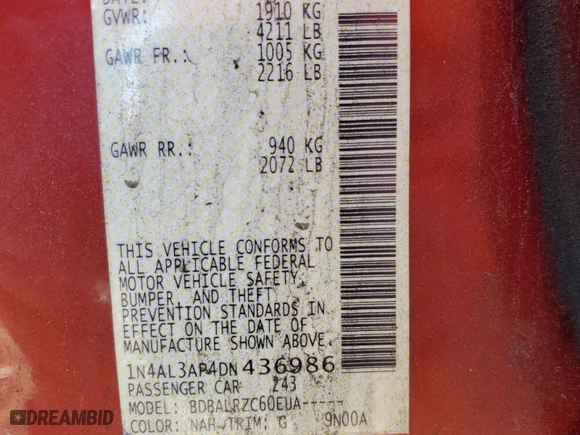 GVWR: 1910 KG
4211 LB
GAWR FR.: 1005 KG
2216 LB
GAWR RR.: 940 KG
2072 LB
THIS VEHICLE CONFORMS TO
ALL APPLICABLE FEDERAL
MOTOR VEHICLE SAFETY,
BUMPER, AND THEFT
PREVENTION STANDARDS IN
EFFECT ON THE DATE OF
MANUFACTURE SHOWN ABOVE.
1N4AL3AP4DN436986
PASSENGER CAR 243
MODEL: BDBALRZC60EUA-----
COLOR: NAH/TRIM: G 9N00A
DREAMBID